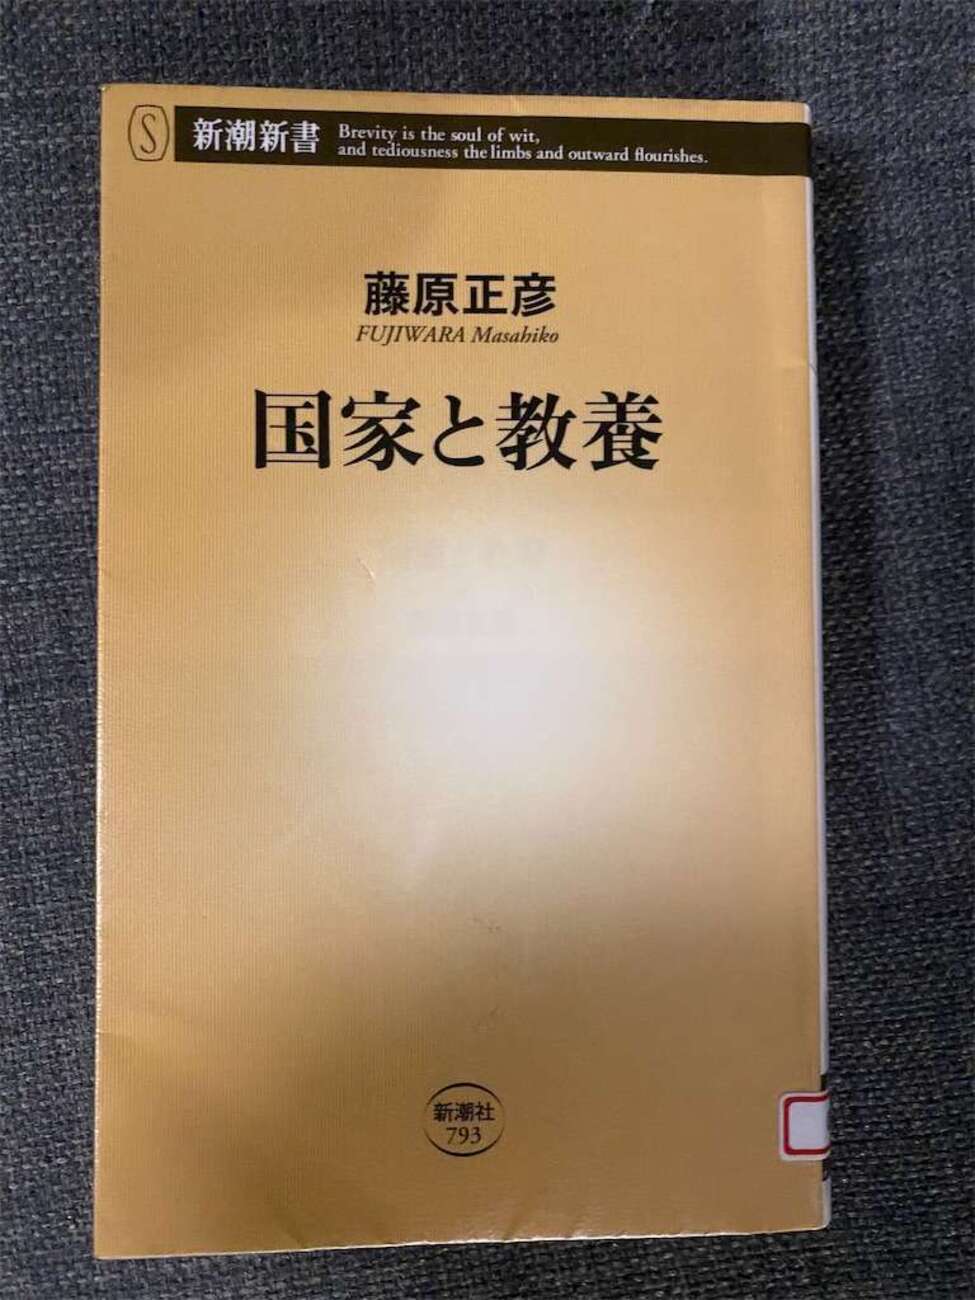 S
新潮新書
Brevity is the soul of wit,
and tediousness the limbs and outward flourishes.
藤原正彦
FUJIWARA Masahiko
国家と教養
新潮社
793